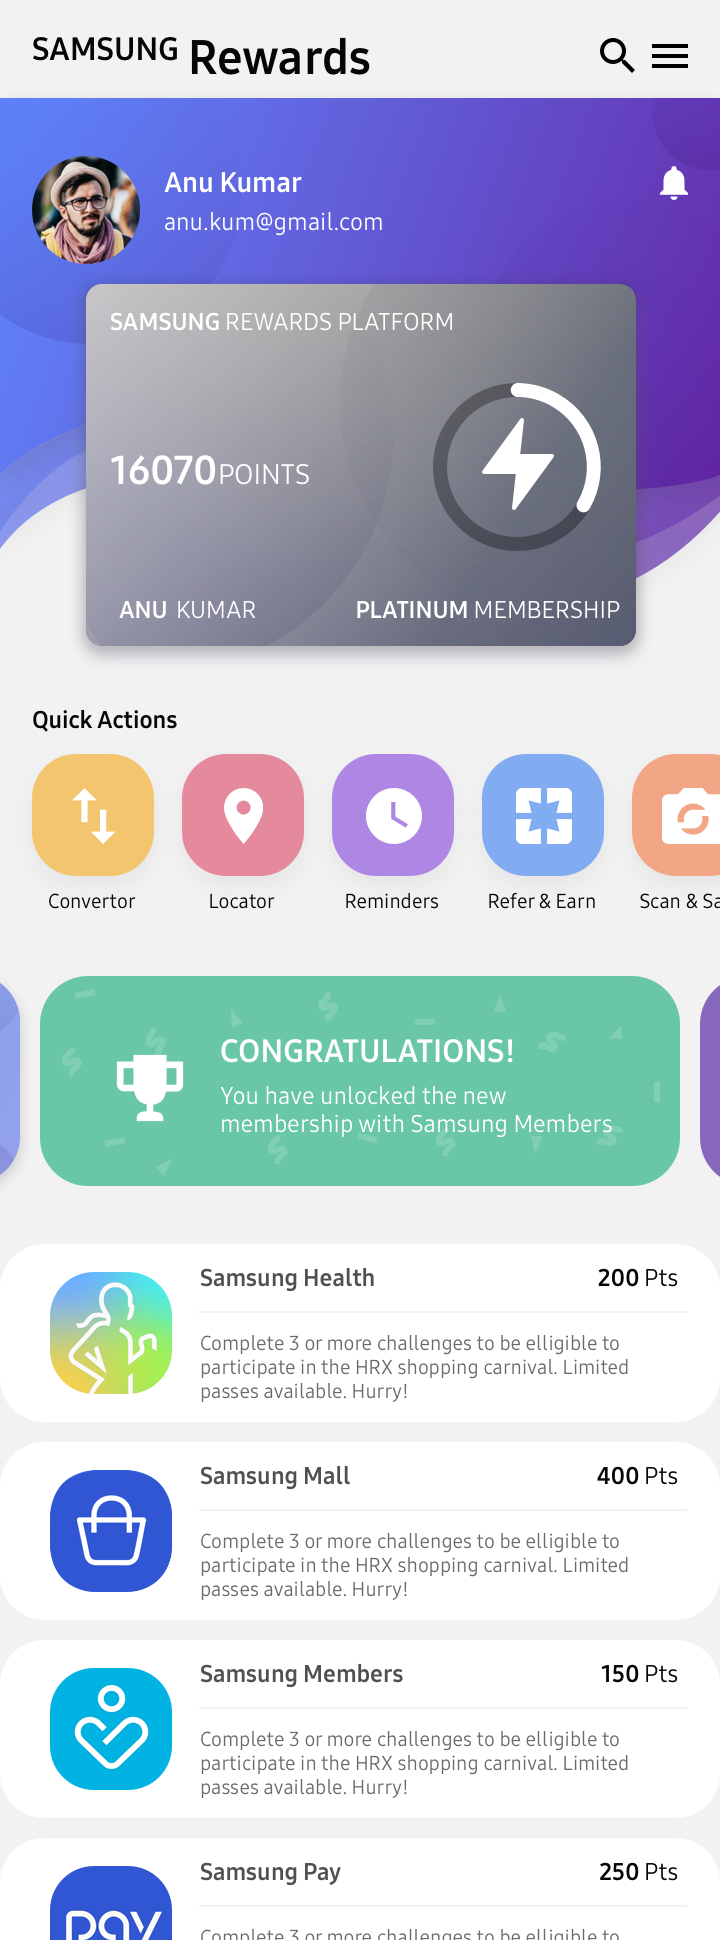 SAMSUNG Rewards
Anu Kumar
anu.kum@gmail.com
SAMSUNG REWARDS PLATFORM
16070 POINTS
ANU KUMAR
PLATINUM MEMBERSHIP
Quick Actions
Convertor
Locator
Reminders
Refer & Earn
Scan & Sa
CONGRATULATIONS!
You have unlocked the new
membership with Samsung Members
Samsung Health
200 Pts
Complete 3 or more challenges to be elligible to
participate in the HRX shopping carnival. Limited
passes available. Hurry!
Samsung Mall
400 Pts
Complete 3 or more challenges to be elligible to
participate in the HRX shopping carnival. Limited
passes available. Hurry!
Samsung Members
150 Pts
Complete 3 or more challenges to be elligible to
participate in the HRX shopping carnival. Limited
passes available. Hurry!
Samsung Pay
250 Pts
pay
Complete 3 or more challenges to be elligible to